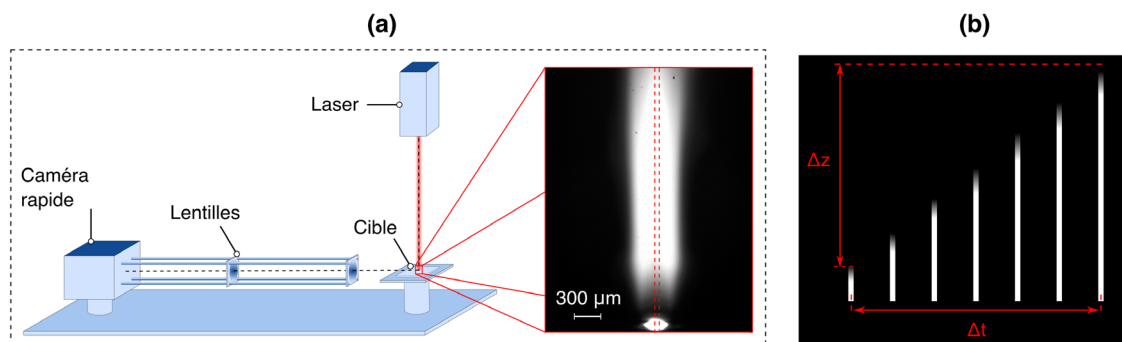 (a)
(b)
Laser
Caméra
rapide
Lentilles
Cible
300 µm
Δz
Δt